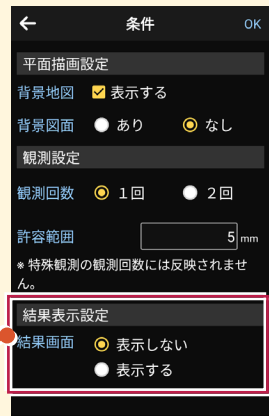 条件 OK
平面描画設定
背景地図 表示する
背景図面 あり なし
観測設定
観測回数 1回 2回
許容範囲 5 mm
* 特殊観測の観測回数には反映されませ
ん。
結果表示設定
結果画面 表示しない
表示する